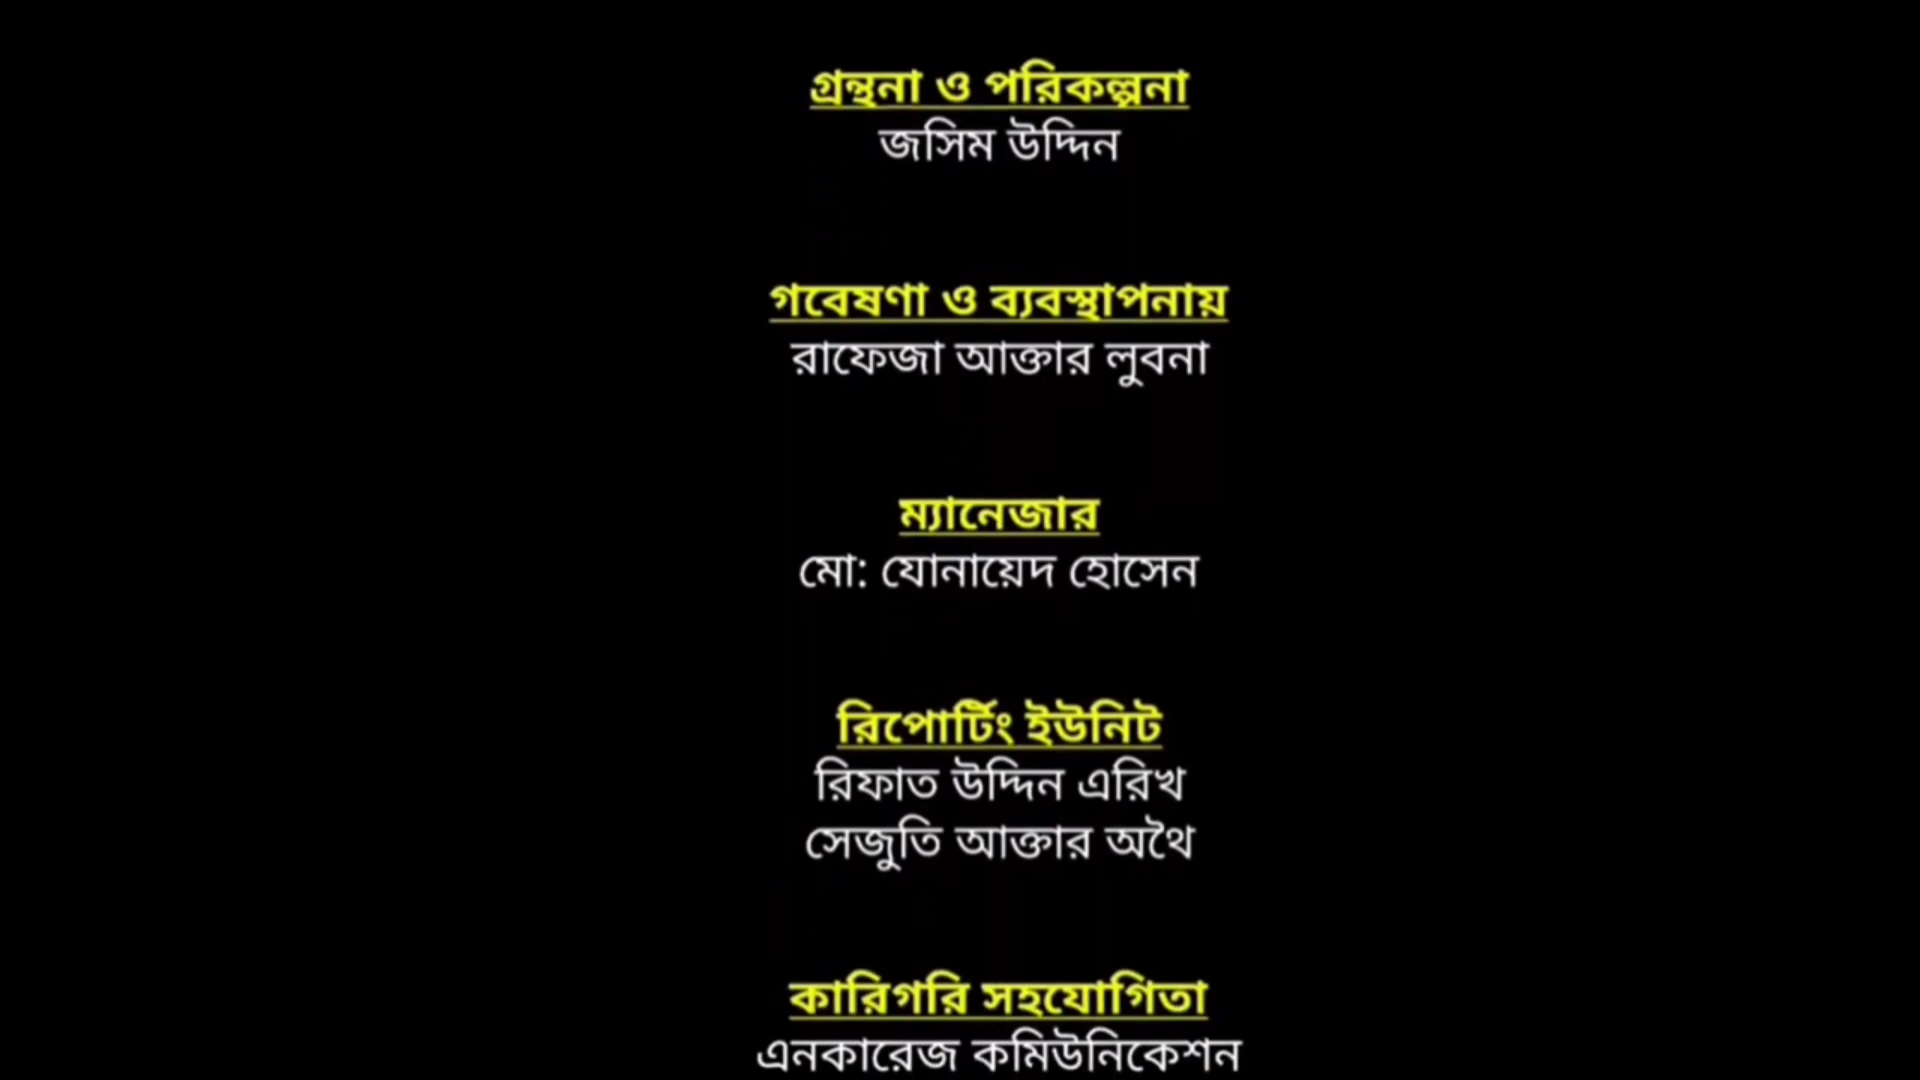 গ্রন্থনা ও পরিকল্পনা
জসিম উদ্দিন
গবেষণা ও ব্যবস্থাপনায়
রাফেজা আক্তার লুবনা
ম্যানেজার
মো: যোনায়েদ হোসেন
রিপোর্টিং ইউনিট
রিফাত উদ্দিন এরিখ
সেজুতি আক্তার অথৈ
কারিগরি সহযোগিতা
এনকারেজ কমিউনিকেশন